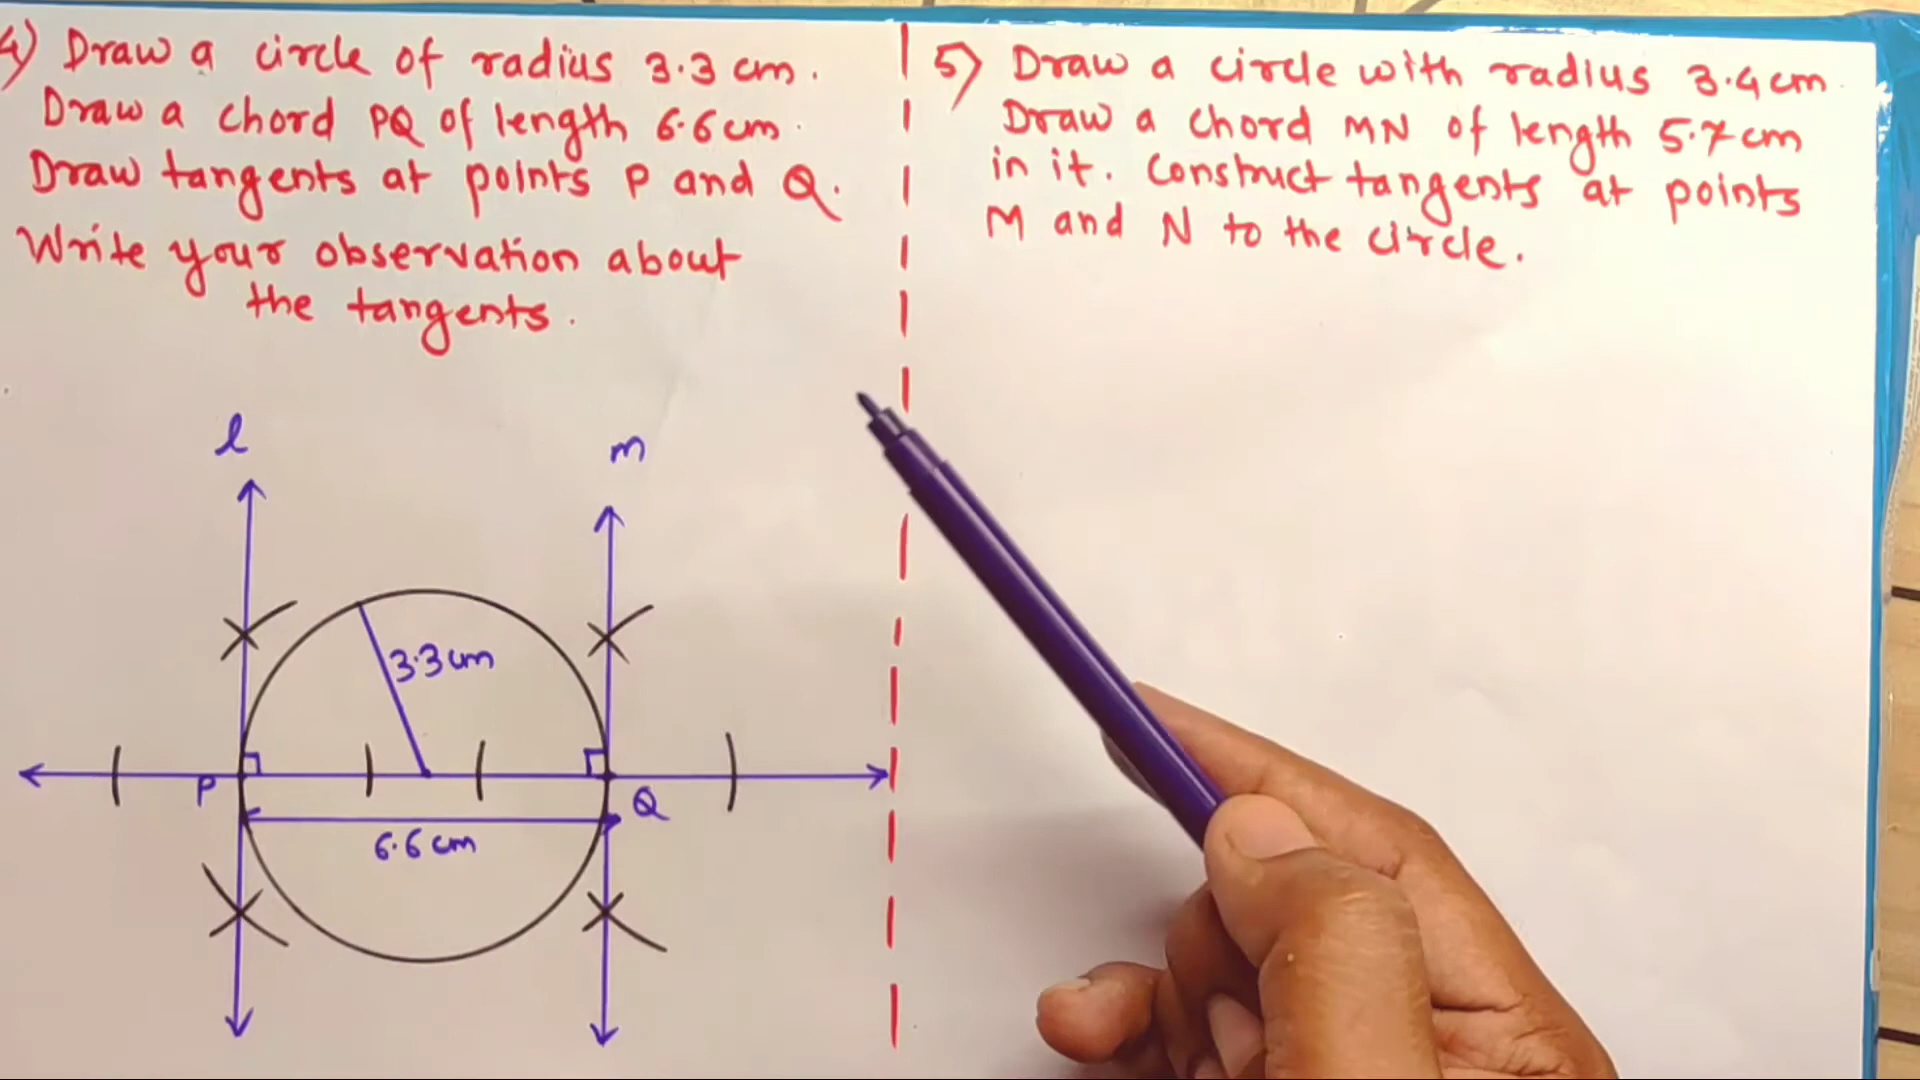 4) Draw a circle of radius 3.3 cm.
Draw a chord PQ of length 6.6 cm.
Draw tangents at points P and Q.
Write your observation about
the tangents.
l
m
3.3 cm
P
Q
6.6 cm
5) Draw a circle with radius 3.4 cm
Draw a chord MN of length 5.7 cm
in it. Construct tangents at points
M and N to the circle.